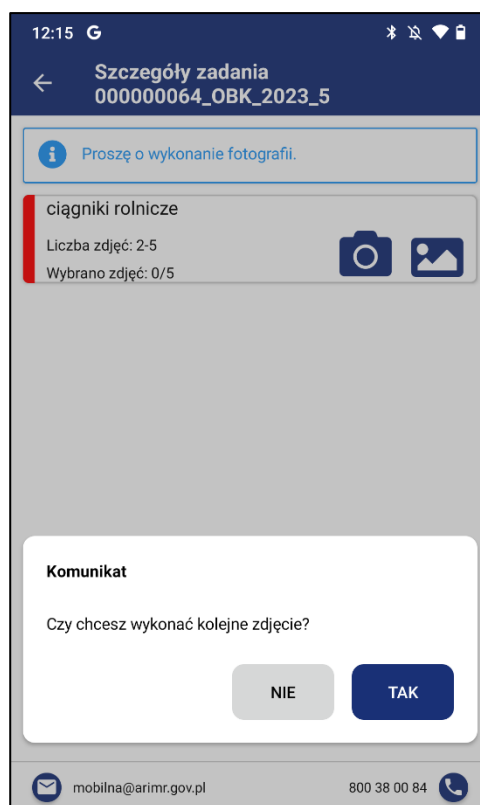 12:15 G
Szczegóły zadania
000000064_OBK_2023_5
Proszę o wykonanie fotografii.
ciągniki rolnicze
Liczba zdjęć: 2-5
Wybrano zdjęć: 0/5
Komunikat
Czy chcesz wykonać kolejne zdjęcie?
NIE TAK
mobilna@arimr.gov.pl 800 38 00 84